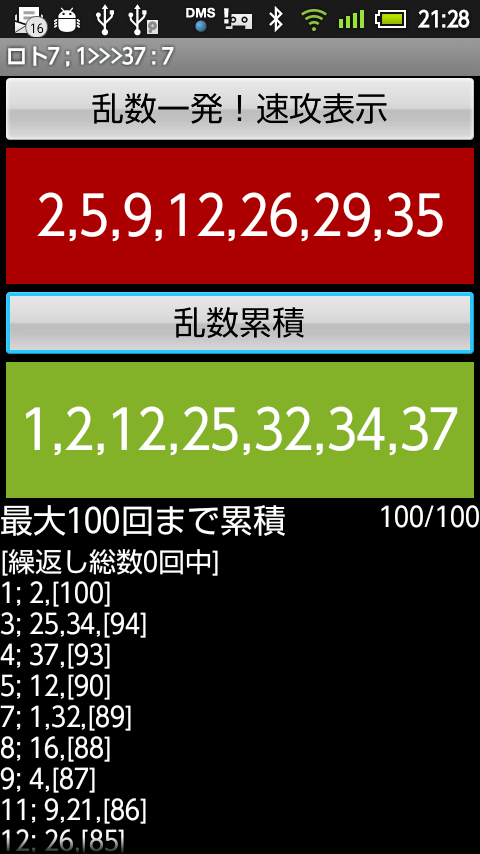 16 DMS 21:28
ロト7 ; 1>>>37 : 7
乱数一発！速攻表示
2,5,9,12,26,29,35
乱数累積
1,2,12,25,32,34,37
最大100回まで累積 100/100
[繰返し総数0回中]
1; 2,[100]
3; 25,34,[94]
4; 37,[93]
5; 12,[90]
7; 1,32,[89]
8; 16,[88]
9; 4,[87]
11; 9,21,[86]
12; 26,[85]